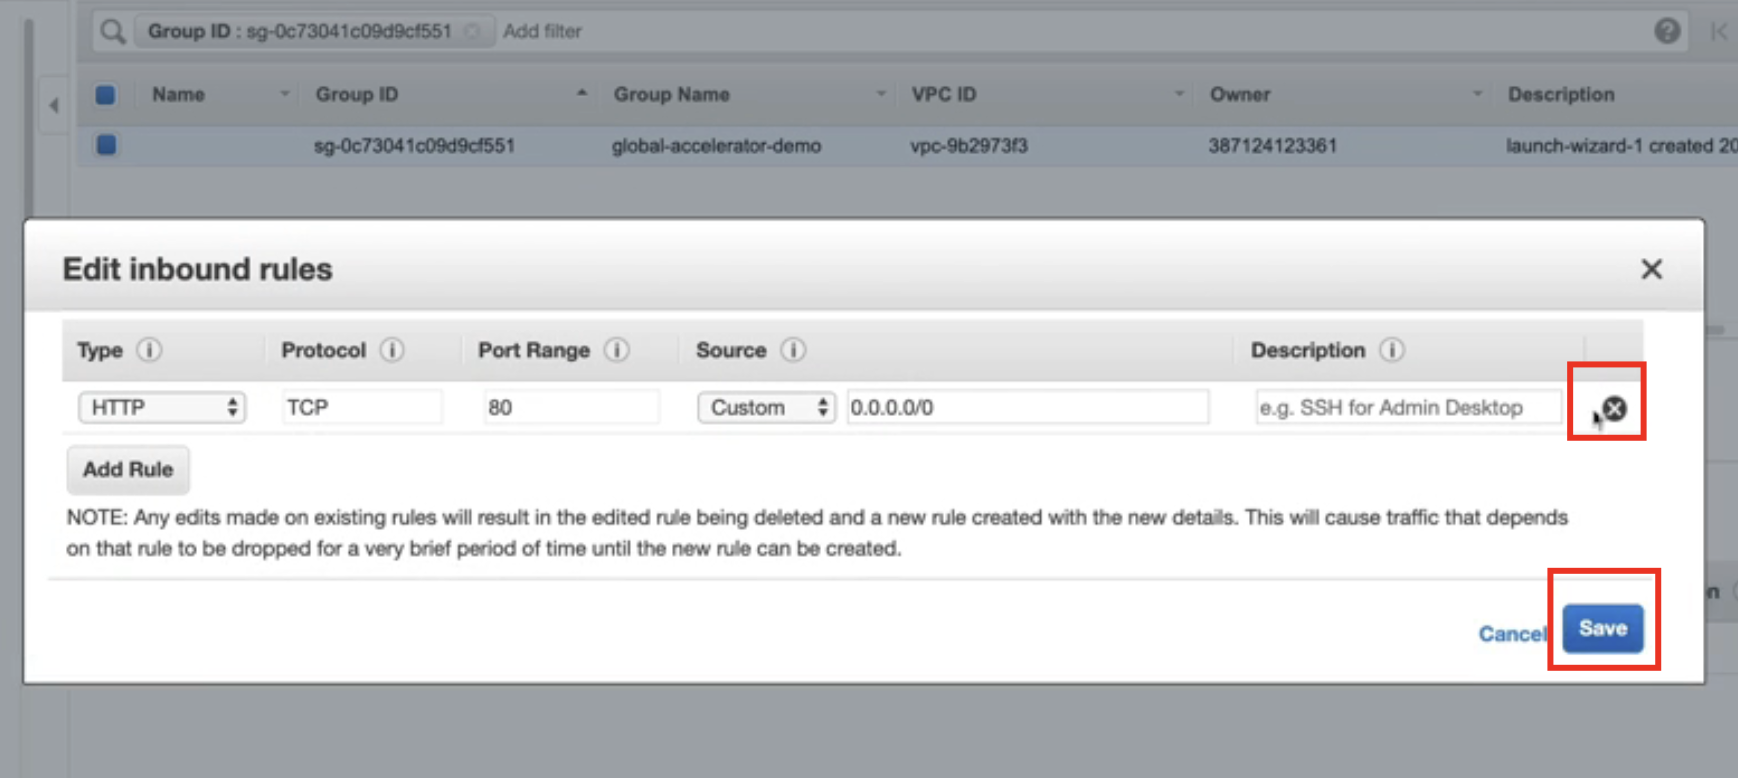 Group ID : sg-0c73041c09d9cf551 Add filter
Name Group ID Group Name VPC ID Owner Description
sg-0c73041c09d9cf551 global-accelerator-demo vpc-9b2973f3 387124123361 launch-wizard-1 created 20
Edit inbound rules
Type Protocol Port Range Source Description
HTTP TCP 80 Custom 0.0.0.0/0 e.g. SSH for Admin Desktop
Add Rule
NOTE: Any edits made on existing rules will result in the edited rule being deleted and a new rule created with the new details. This will cause traffic that depends
on that rule to be dropped for a very brief period of time until the new rule can be created.
n
Cancel Save